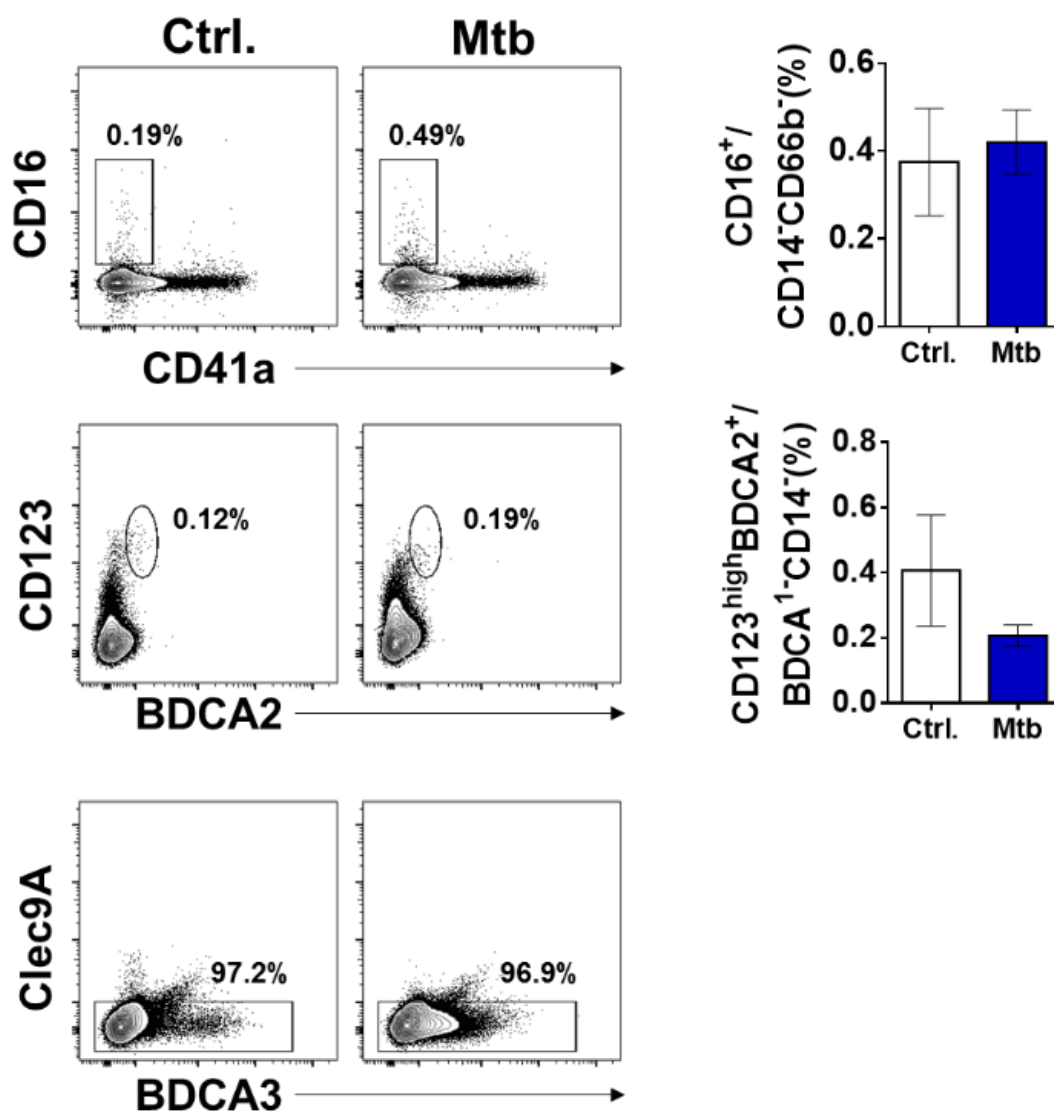 Ctrl. Mtb
CD16
0.19%
0.49%
CD41a
CD16⁺/
CD14⁻CD66b⁻(%)
0.6
0.4
0.2
0.0
Ctrl. Mtb
CD123
0.12%
0.19%
BDCA2
CD123ʰⁱᵍʰBDCA2⁺/
BDCA¹⁻CD14⁻(%)
0.8
0.6
0.4
0.2
0.0
Ctrl. Mtb
Clec9A
97.2%
96.9%
BDCA3